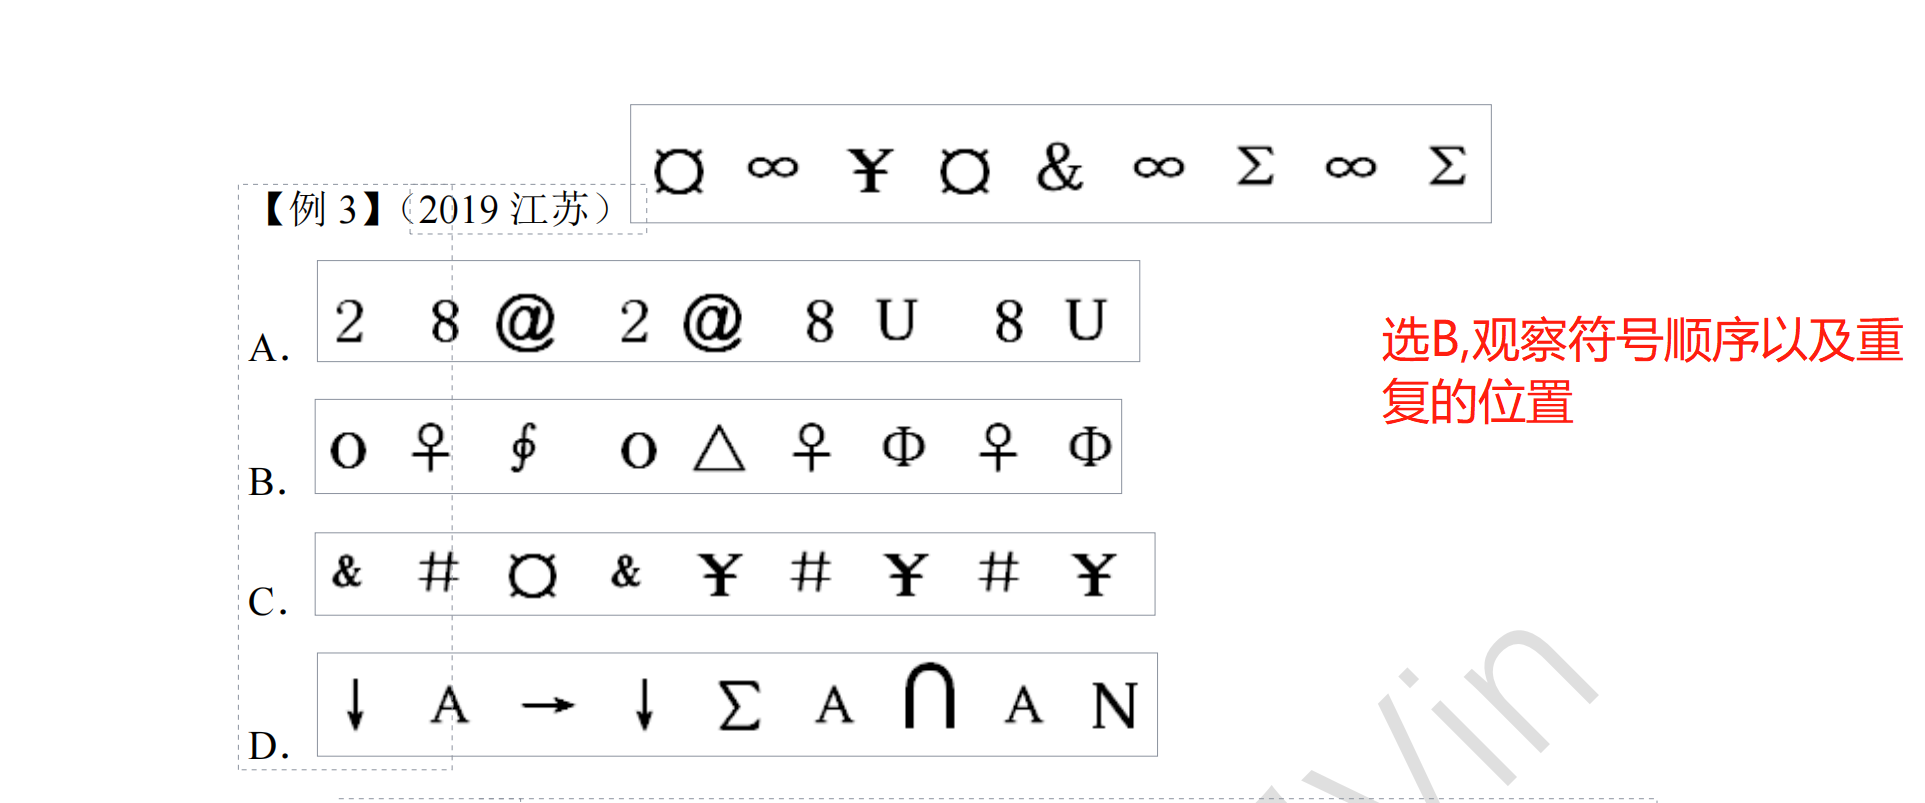 【例 3】（2019 江苏） ¤ ∞ ¥ ¤ & ∞ Σ ∞ Σ
A. 2 8 @ 2 @ 8 U 8 U
选B,观察符号顺序以及重
复的位置
B. O ♀ ∮ O △ ♀ Φ ♀ Φ
C. & # ¤ & ¥ # ¥ # ¥
D. ↓ A → ↓ Σ A ⋂ A N